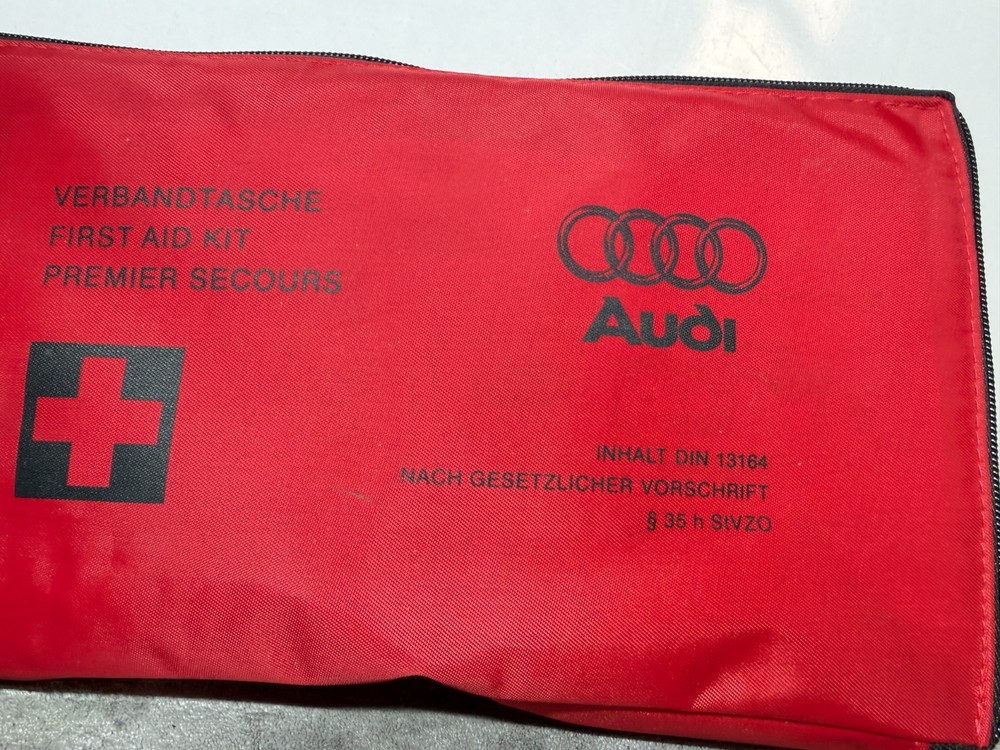 VERBANDTASCHE
FIRST AID KIT
PREMIER SECOURS
Audi
INHALT DIN 13164
NACH GESETZLICHER VORSCHRIFT
§ 35 h StVZO